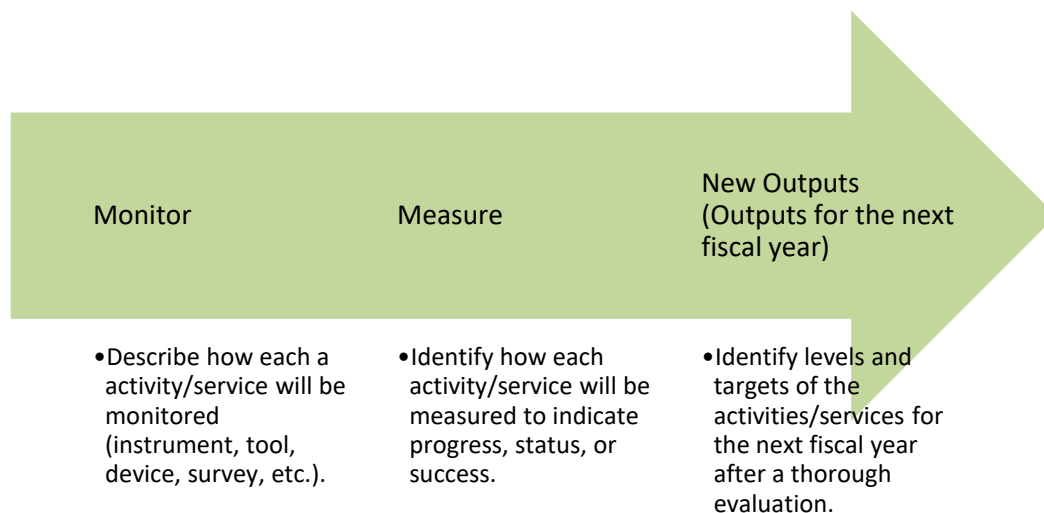 Monitor
Measure
New Outputs
(Outputs for the next
fiscal year)
•Describe how each a
activity/service will be
monitored
(instrument, tool,
device, survey, etc.).
•Identify how each
activity/service will be
measured to indicate
progress, status, or
success.
•Identify levels and
targets of the
activities/services for
the next fiscal year
after a thorough
evaluation.